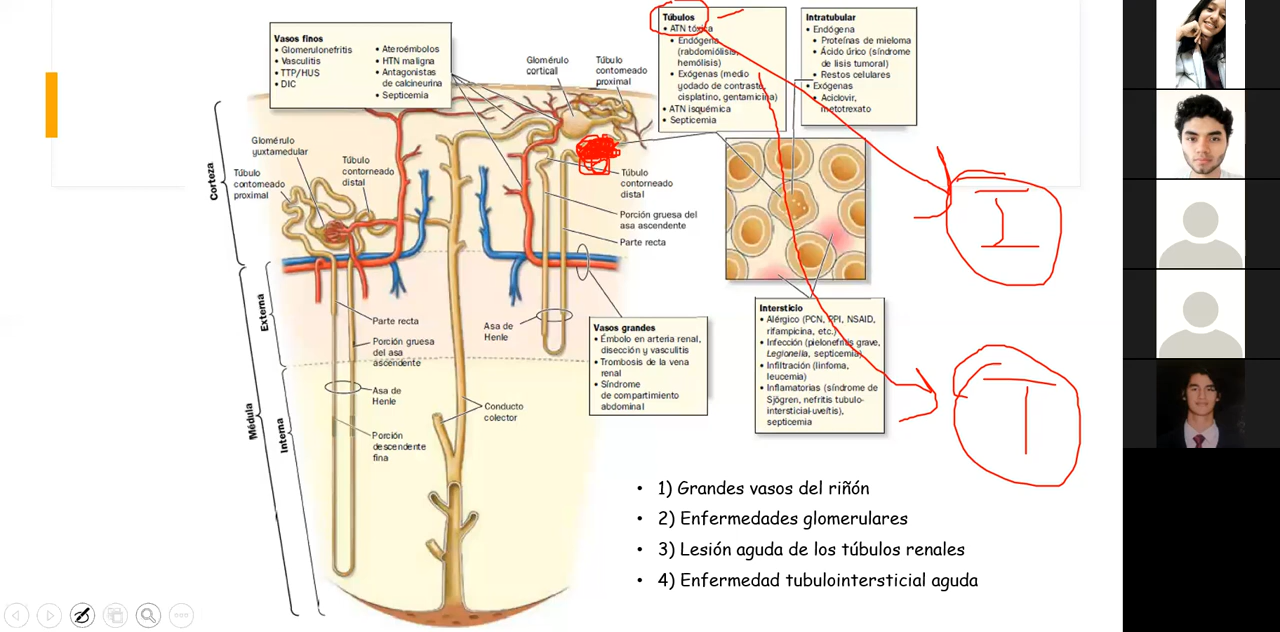 Vasos finos
• Glomerulonefritis
• Vasculitis
• TTP/HUS
• DIC
• Ateroémbolos
• HTN maligna
• Antagonistas
de calcineurina
• Septicemia
Glomérulo
cortical
Túbulo
contorneado
proximal
Túbulos
• ATN tóxica
• Endógena
(rabdomiólisis,
hemólisis)
• Exógenas (medio
yodado de contraste,
cisplatino, gentamicina)
• ATN isquémica
• Septicemia
Intratubular
• Endógena
• Proteínas de mieloma
• Ácido úrico (síndrome
de lisis tumoral)
• Restos celulares
• Exógenas
• Aciclovir,
metotrexato
Glomérulo
yuxtamedular
Túbulo
contorneado
proximal
Túbulo
contorneado
distal
Túbulo
contorneado
distal
Porción gruesa del
asa ascendente
Parte recta
Corteza
Médula
Externa
Interna
Parte recta
Porción gruesa
del asa
ascendente
Asa de
Henle
Asa de
Henle
Porción
descendente
fina
Conducto
colector
Vasos grandes
• Émbolo en arteria renal,
disección y vasculitis
• Trombosis de la vena
renal
• Síndrome
de compartimiento
abdominal
Intersticio
• Alérgico (PCN, PPI, NSAID,
rifampicina, etc.)
• Infección (pielonefritis grave,
Legionella, septicemia)
• Infiltración (linfoma,
leucemia)
• Inflamatorias (síndrome de
Sjögren, nefritis tubulo-
intersticial-uveítis),
septicemia
I
T
• 1) Grandes vasos del riñón
• 2) Enfermedades glomerulares
• 3) Lesión aguda de los túbulos renales
• 4) Enfermedad tubulointersticial aguda